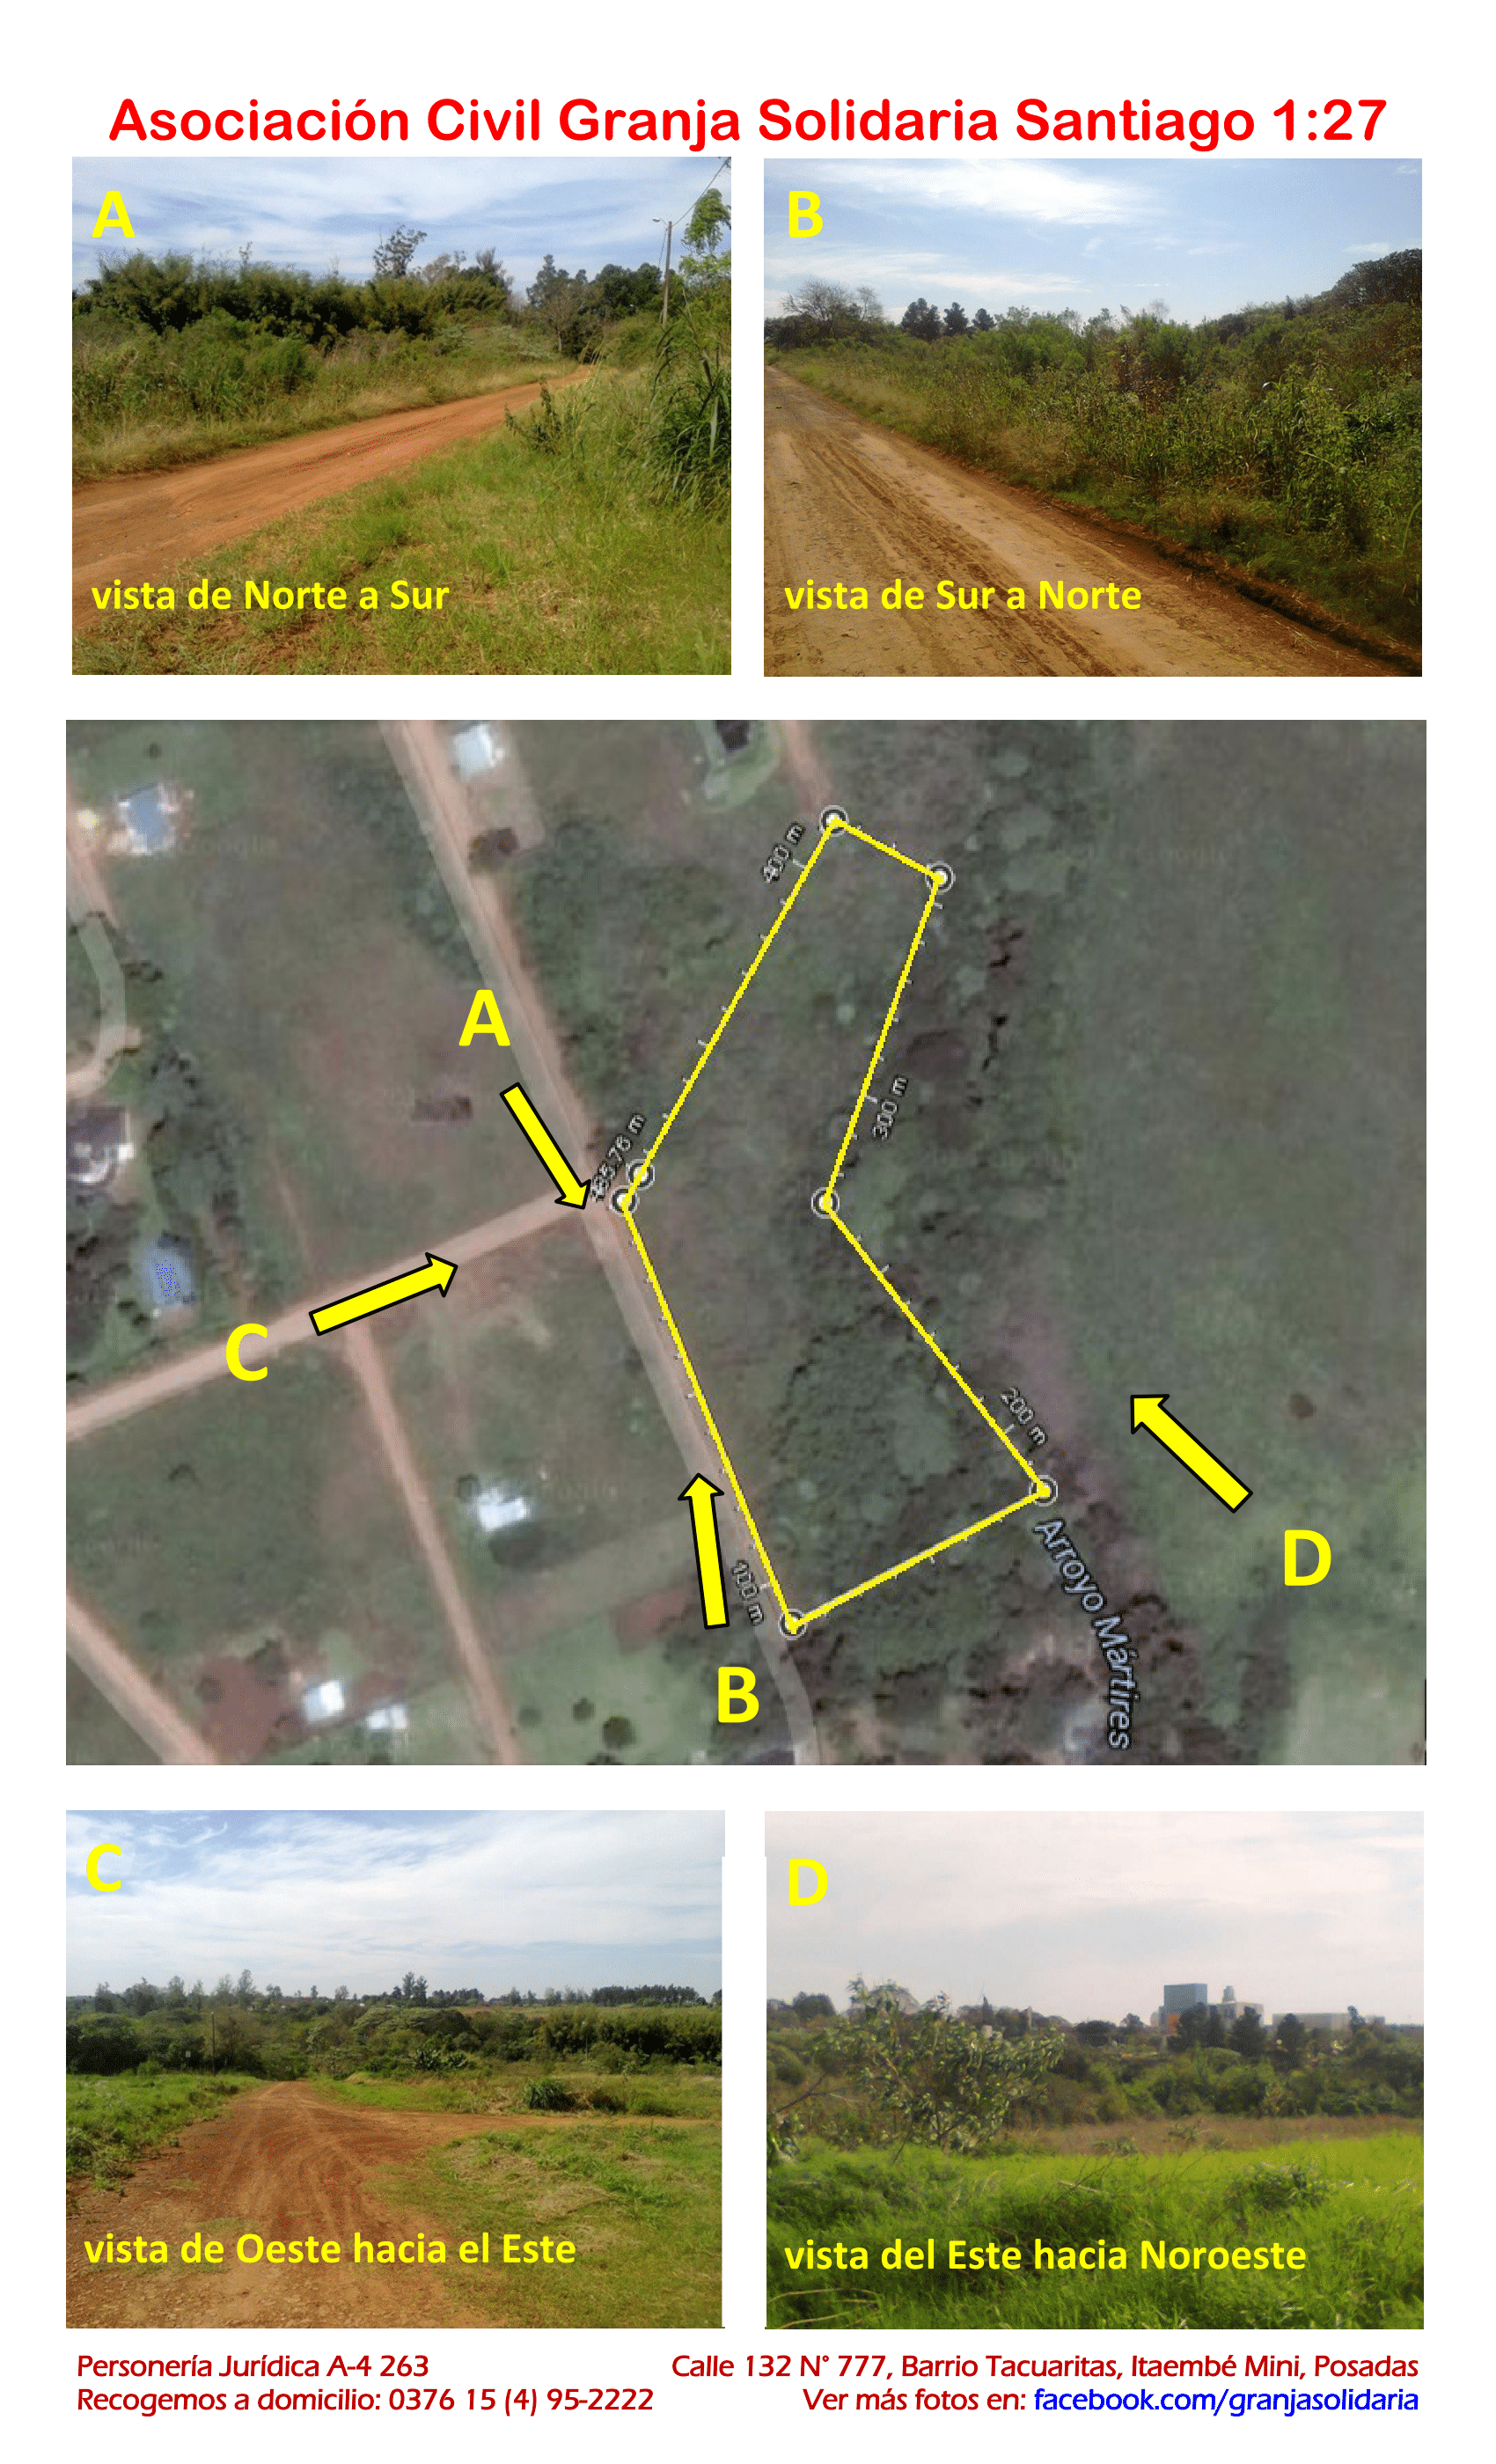 Asociación Civil Granja Solidaria Santiago 1:27
A
B
vista de Norte a Sur
vista de Sur a Norte
400 m
A
300 m
C
200 m
D
Arroyo Mártires
100 m
B
C
D
vista de Oeste hacia el Este
vista del Este hacia Noroeste
Personería Jurídica A-4 263
Calle 132 N° 777, Barrio Tacuaritas, Itaembé Mini, Posadas
Recogemos a domicilio: 0376 15 (4) 95-2222
Ver más fotos en: facebook.com/granjasolidaria